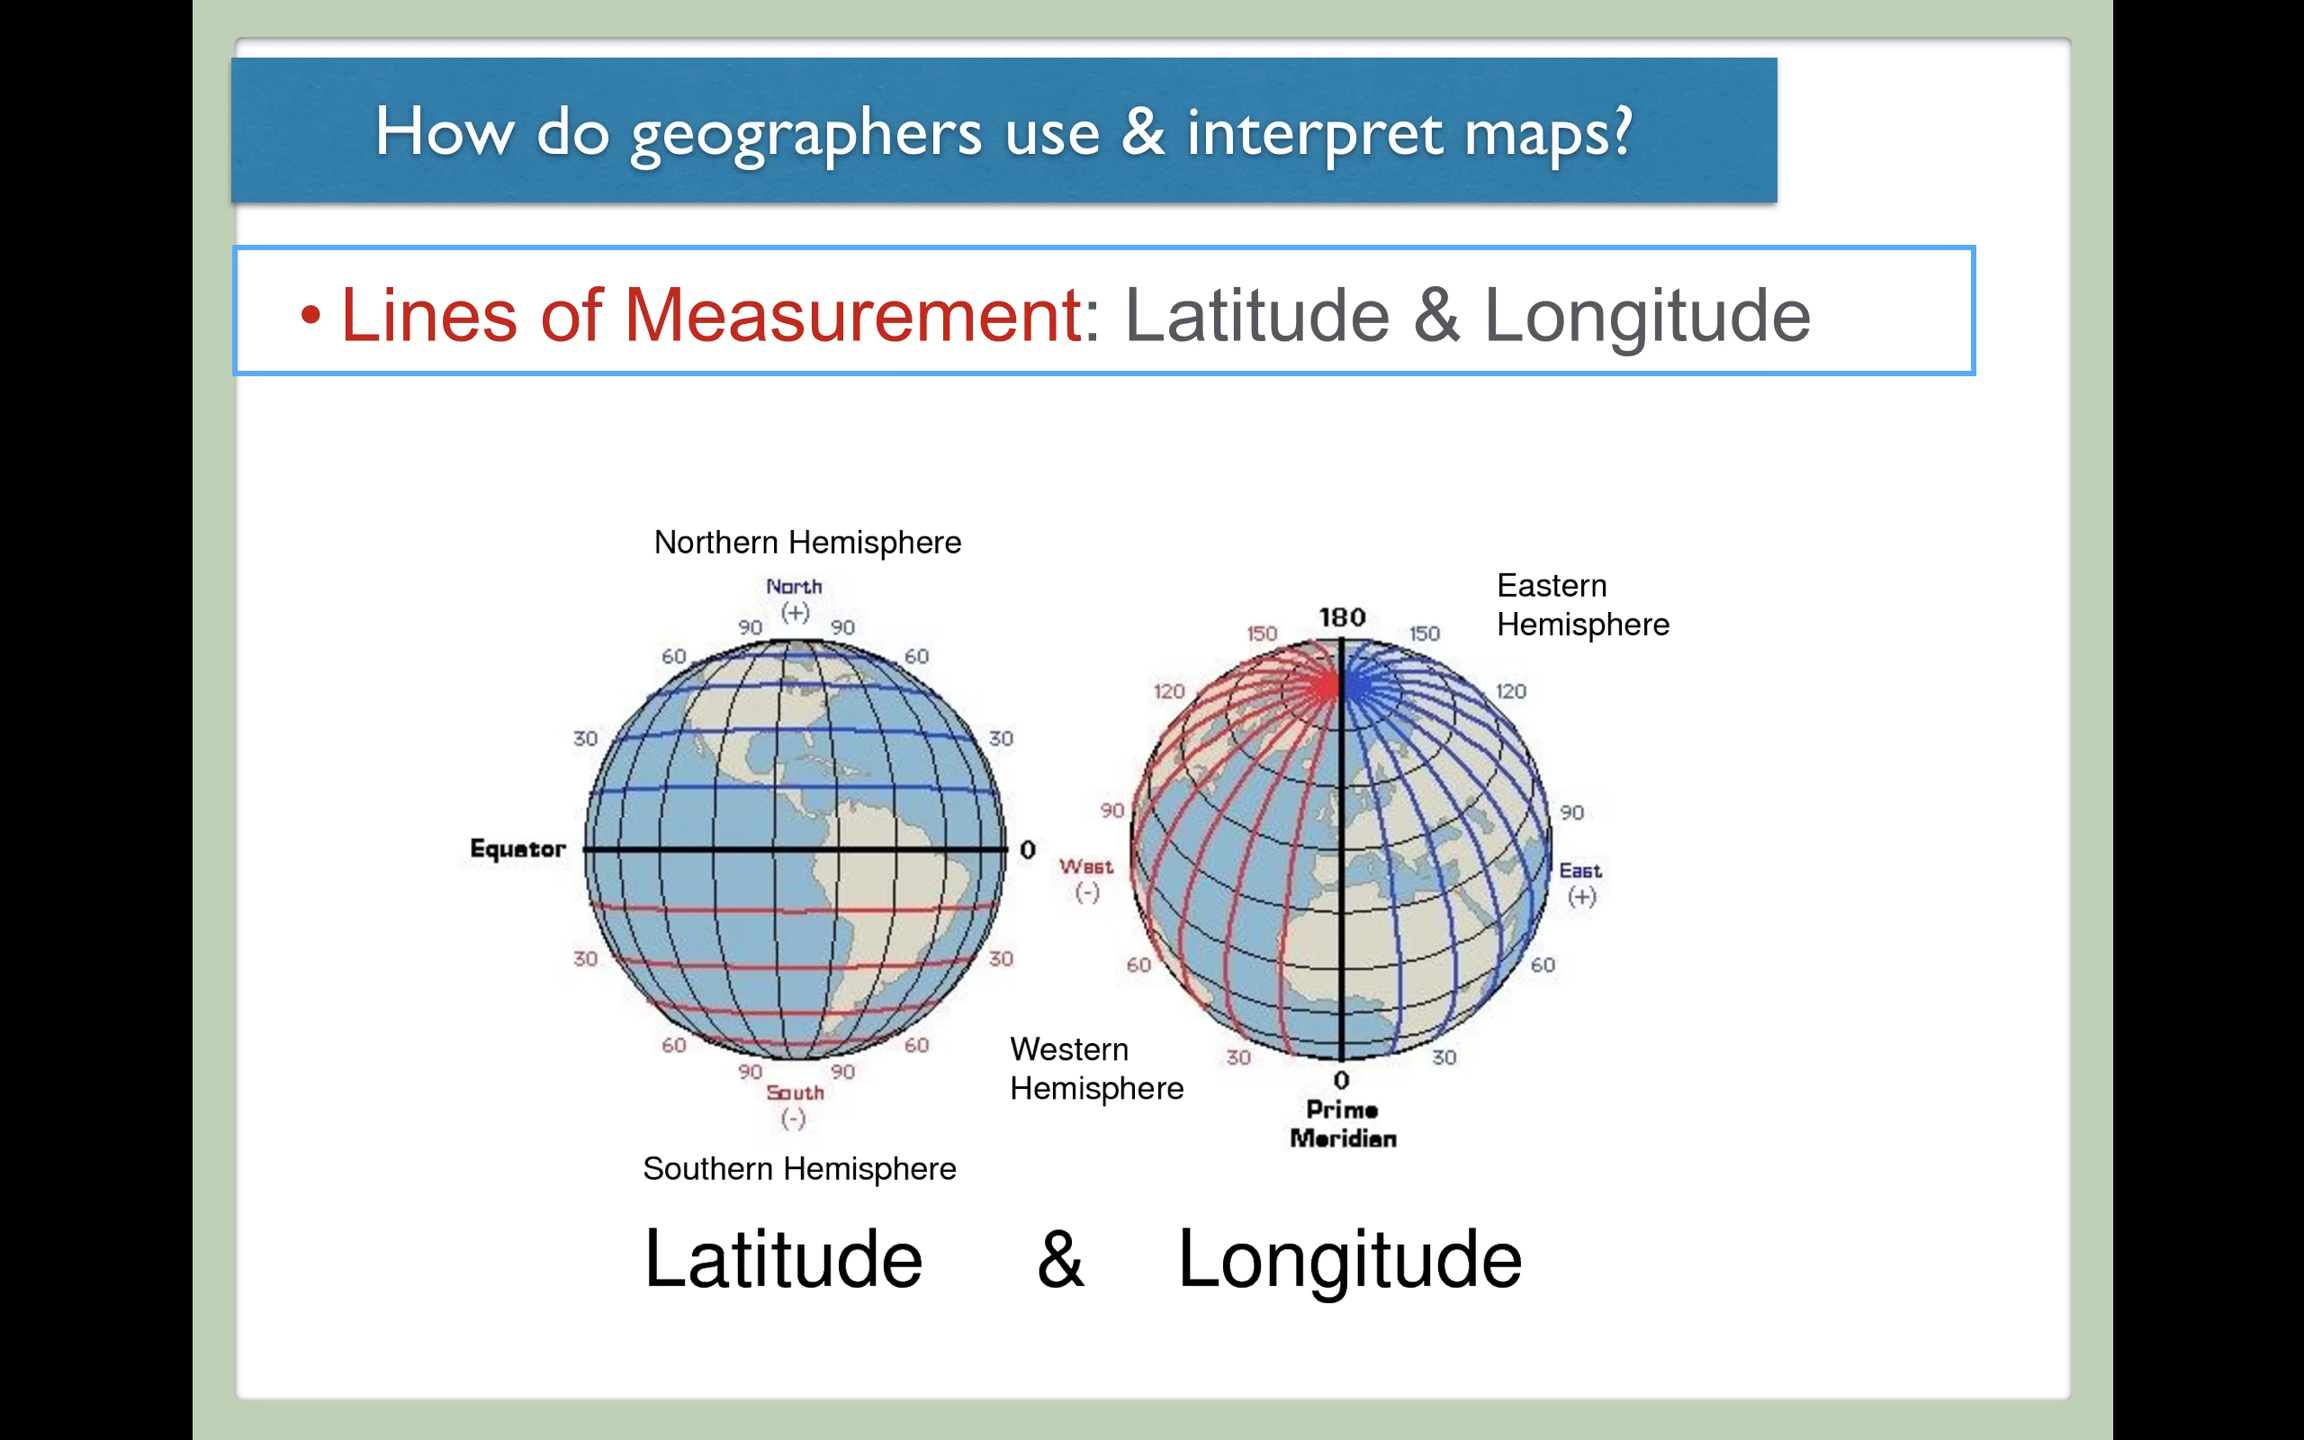 How do geographers use & interpret maps?
• Lines of Measurement: Latitude & Longitude
Northern Hemisphere
North
(+)
90 90
60 60
30 30
Equator 0
30 30
60 60
90 90
South
(-)
Southern Hemisphere
Eastern
Hemisphere
180
150 150
120 120
90 90
West East
(-) (+)
60 60
30 30
0
Prime
Meridian
Western
Hemisphere
Latitude & Longitude